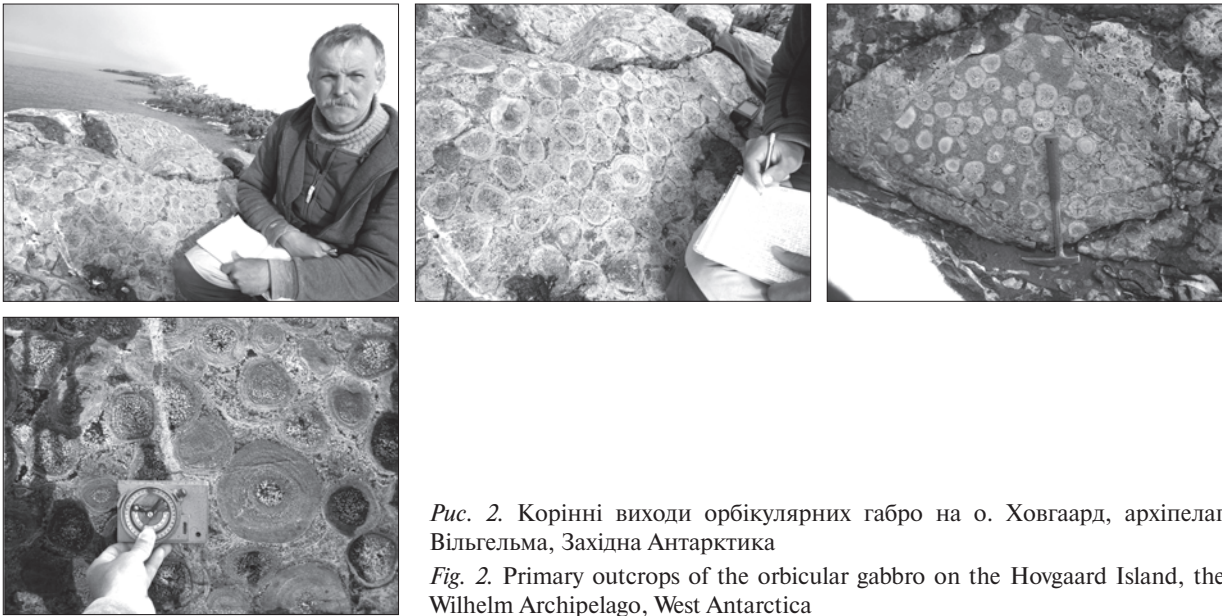 Рис. 2. Корінні виходи орбікулярних габро на о. Ховгаард, архіпелаг
Вільгельма, Західна Антарктика
Fig. 2. Primary outcrops of the orbicular gabbro on the Hovgaard Island, the
Wilhelm Archipelago, West Antarctica